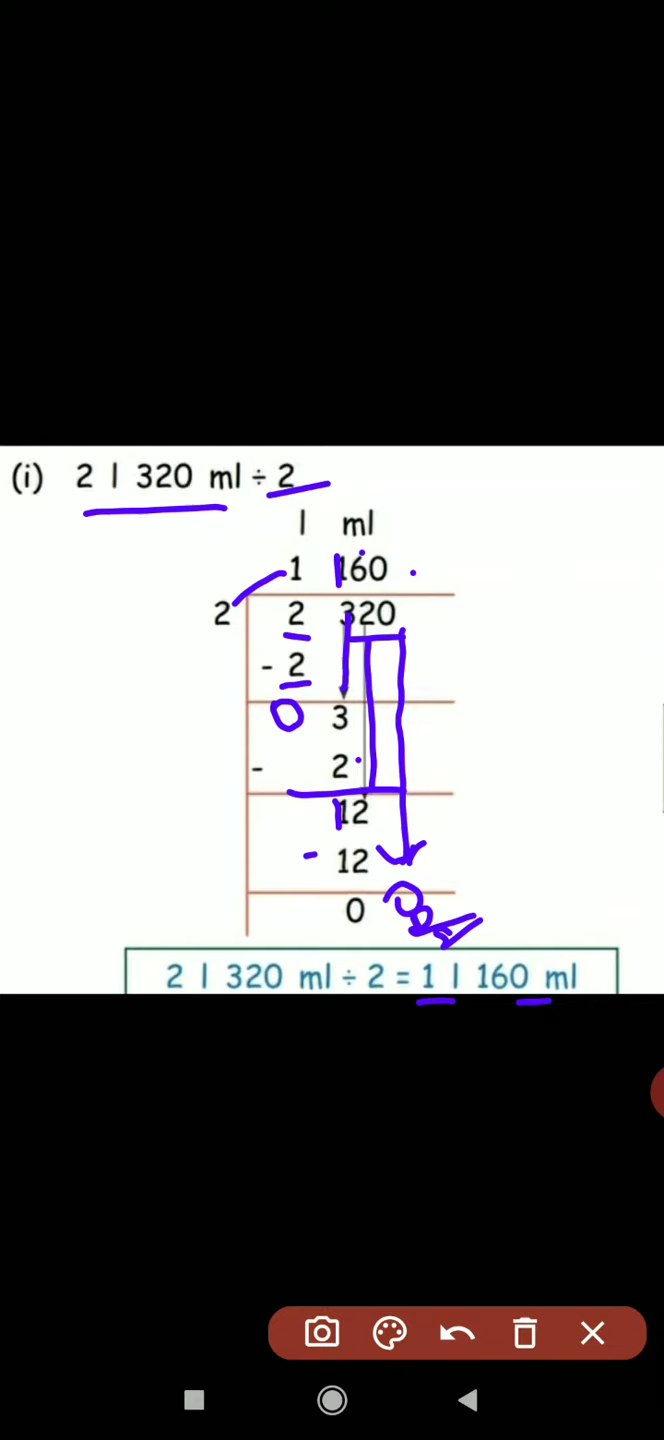 (i) 2 l 320 ml ÷ 2
l ml
1 160
2 2 320
- 2
0 3
- 2
12
- 12
0
2 l 320 ml ÷ 2 = 1 l 160 ml